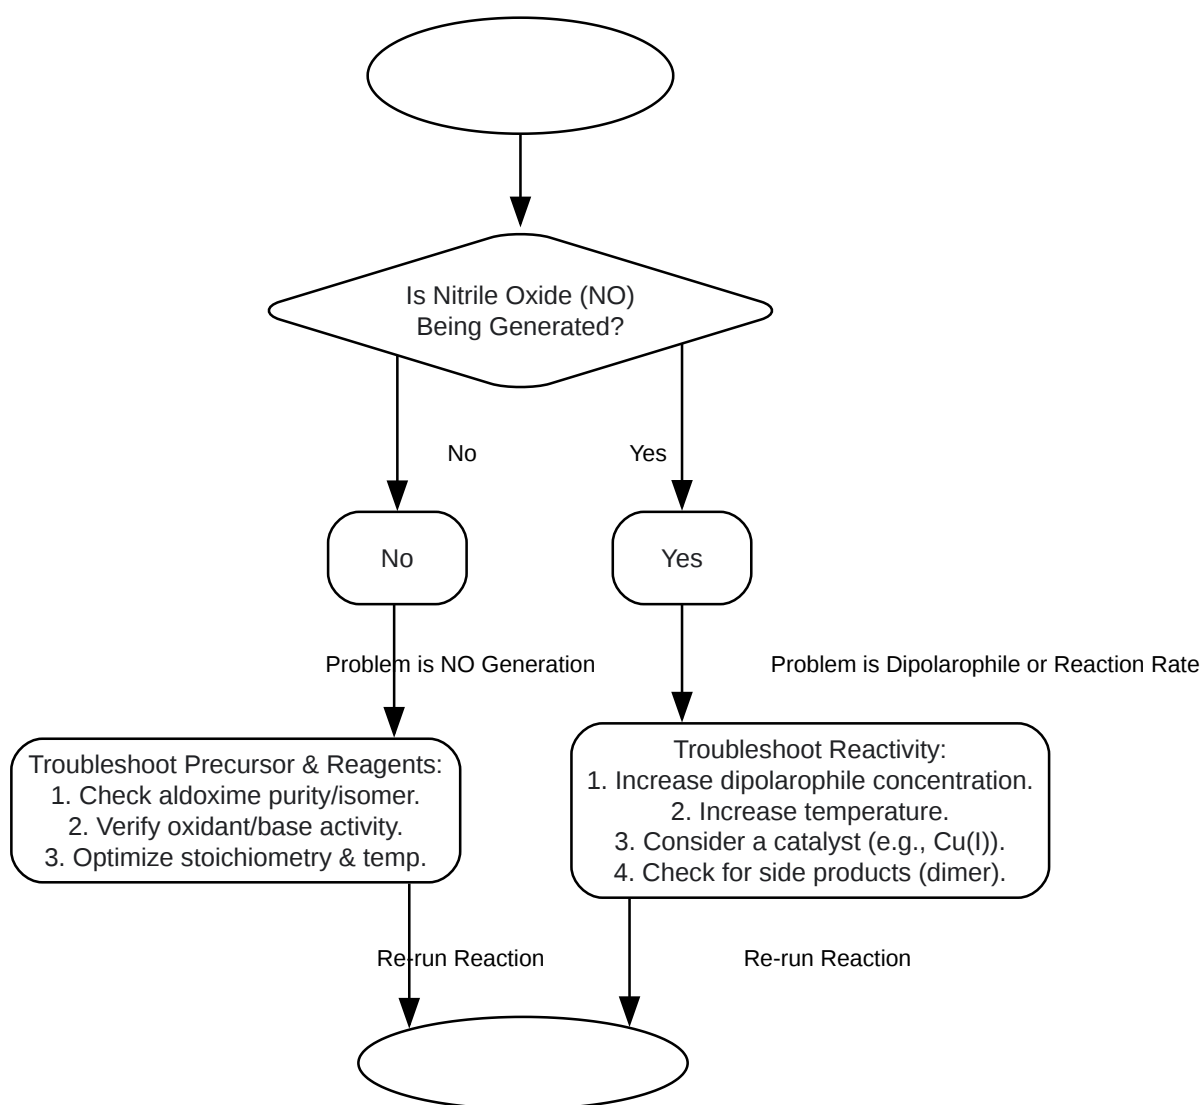 Is Nitrile Oxide (NO)
Being Generated?
No
Yes
No
Yes
Problem is NO Generation
Problem is Dipolarophile or Reaction Rate
Troubleshoot Precursor & Reagents:
1. Check aldoxime purity/isomer.
2. Verify oxidant/base activity.
3. Optimize stoichiometry & temp.
Troubleshoot Reactivity:
1. Increase dipolarophile concentration.
2. Increase temperature.
3. Consider a catalyst (e.g., Cu(I)).
4. Check for side products (dimer).
Re-run Reaction
Re-run Reaction